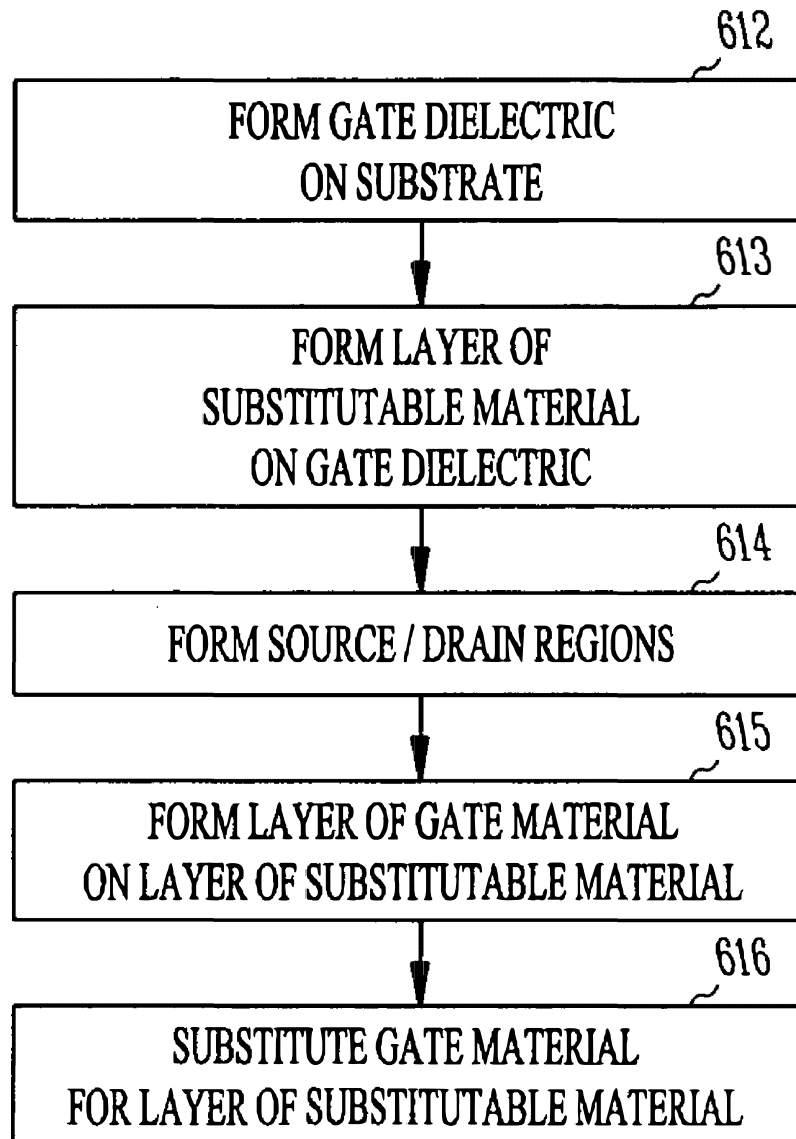 612
FORM GATE DIELECTRIC
ON SUBSTRATE
613
FORM LAYER OF
SUBSTITUTABLE MATERIAL
ON GATE DIELECTRIC
614
FORM SOURCE / DRAIN REGIONS
615
FORM LAYER OF GATE MATERIAL
ON LAYER OF SUBSTITUTABLE MATERIAL
616
SUBSTITUTE GATE MATERIAL
FOR LAYER OF SUBSTITUTABLE MATERIAL